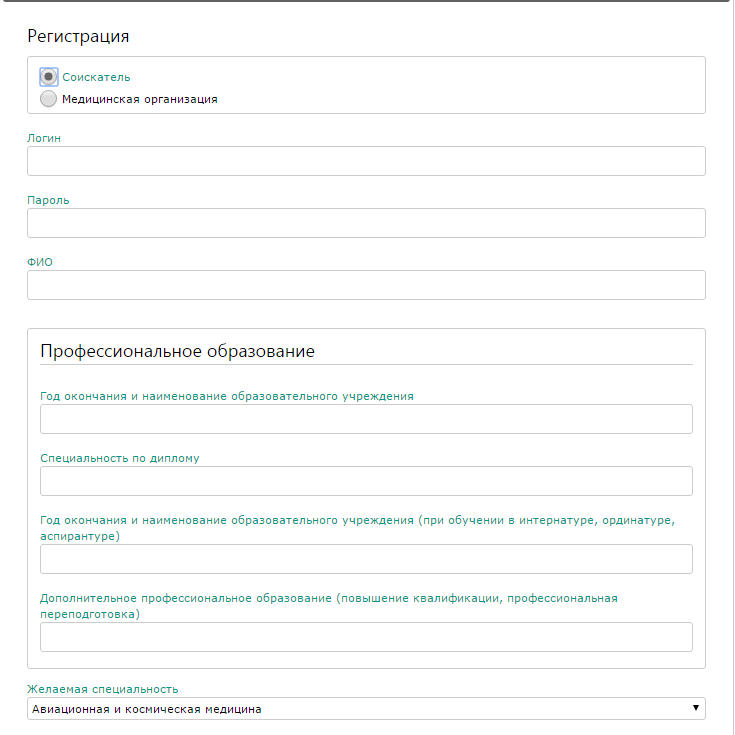 Регистрация
Соискатель
Медицинская организация
Логин
Пароль
ФИО
Профессиональное образование
Год окончания и наименование образовательного учреждения
Специальность по диплому
Год окончания и наименование образовательного учреждения (при обучении в интернатуре, ординатуре,
аспирантуре)
Дополнительное профессиональное образование (повышение квалификации, профессиональная
переподготовка)
Желаемая специальность
Авиационная и космическая медицина